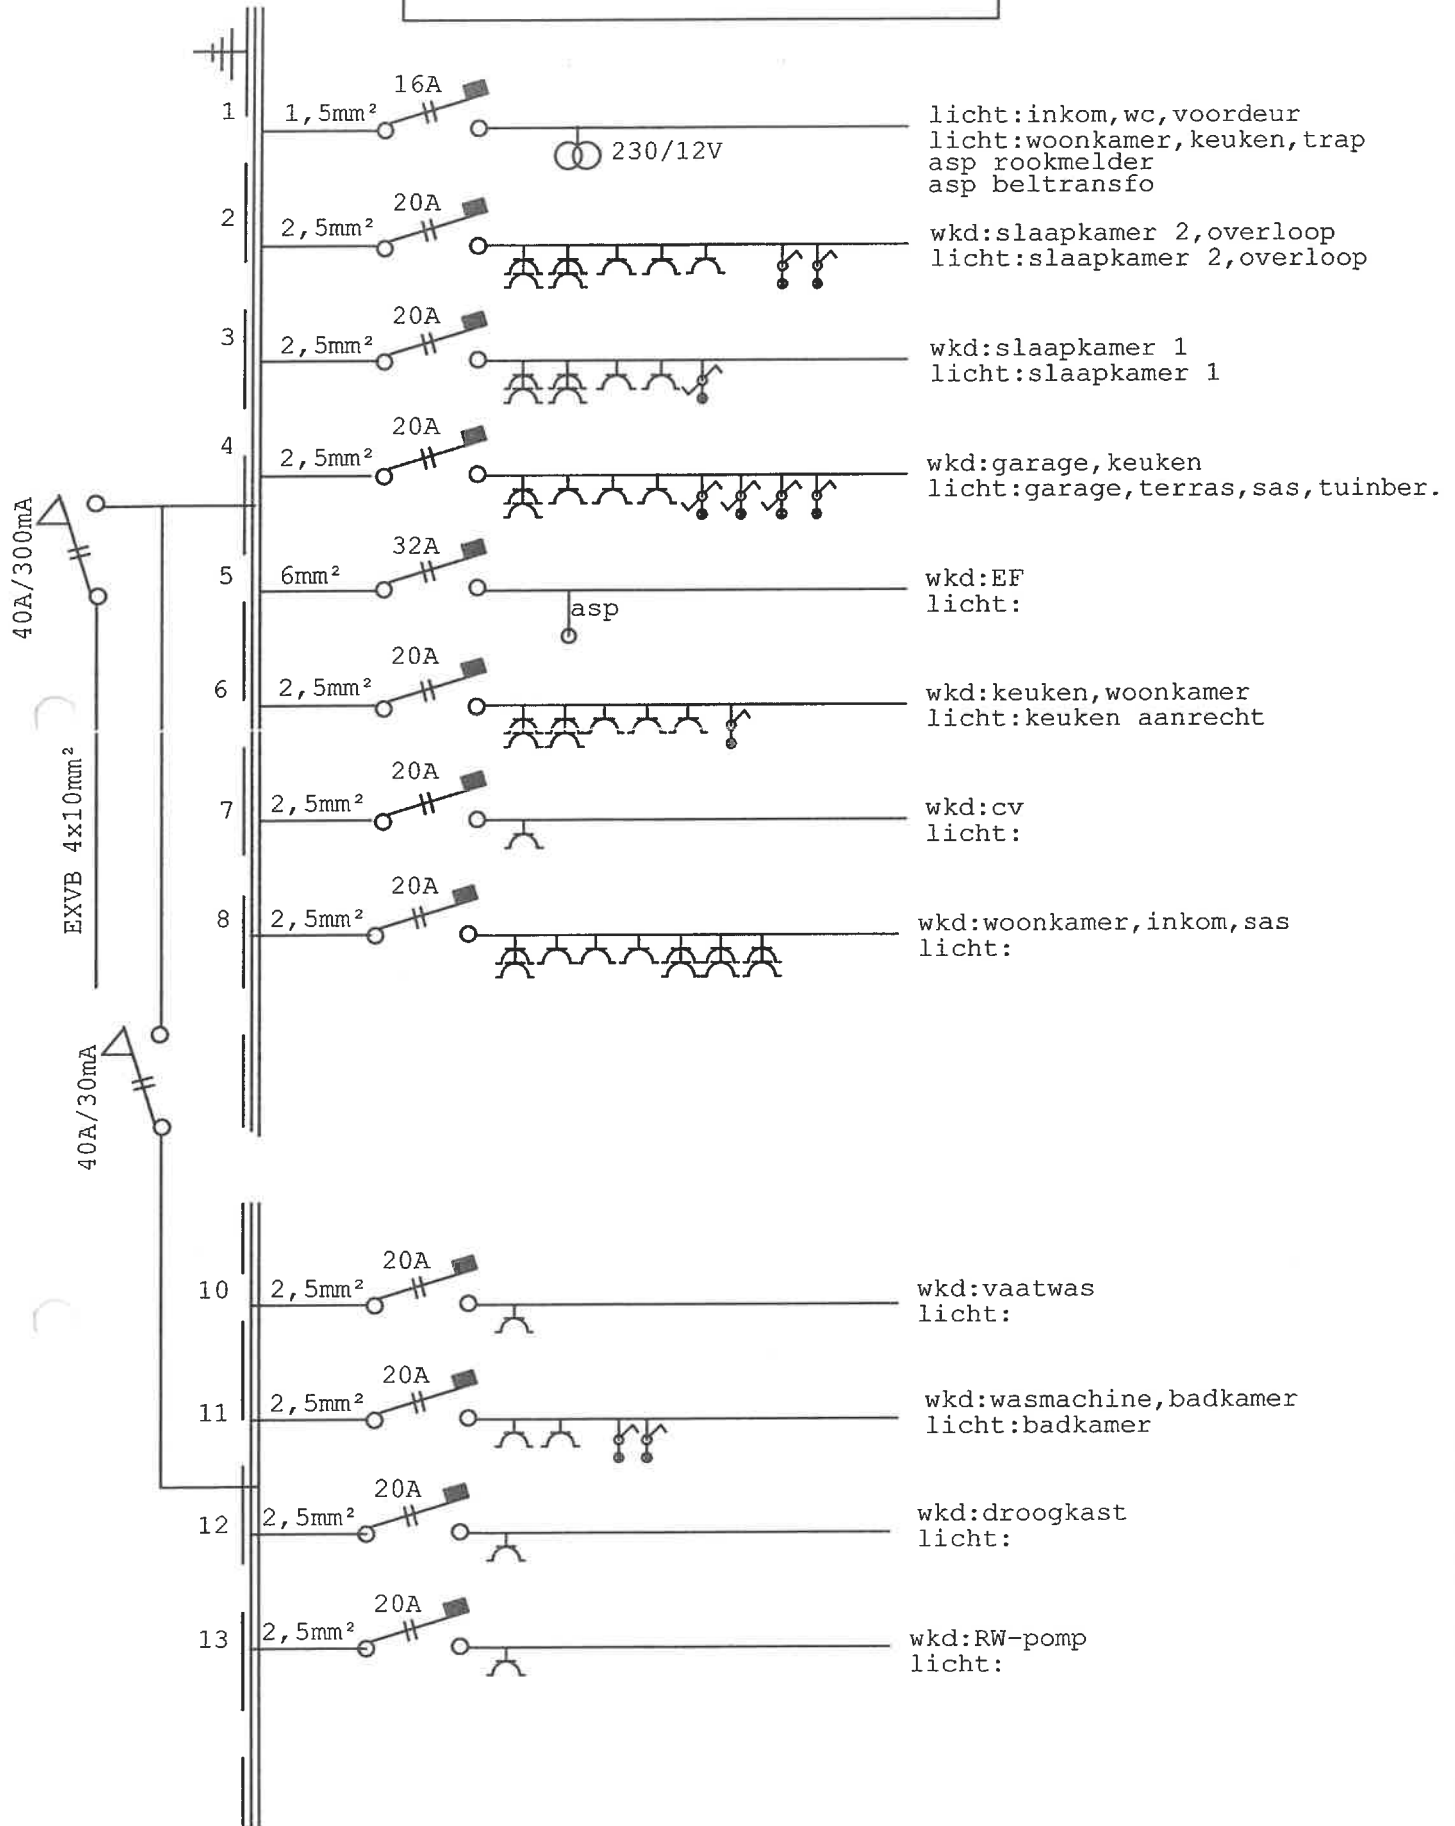 16A
1
1,5mm²
230/12V
licht:inkom,wc,voordeur
licht:woonkamer,keuken,trap
asp rookmelder
asp beltransfo
20A
2
2,5mm²
wkd:slaapkamer 2,overloop
licht:slaapkamer 2,overloop
20A
3
2,5mm²
wkd:slaapkamer 1
licht:slaapkamer 1
20A
4
2,5mm²
wkd:garage,keuken
licht:garage,terras,sas,tuinber.
40A/300mA
32A
5
6mm²
asp
wkd:EF
licht:
20A
6
2,5mm²
wkd:keuken,woonkamer
licht:keuken aanrecht
EXVB 4x10mm²
20A
7
2,5mm²
wkd:cv
licht:
20A
8
2,5mm²
wkd:woonkamer,inkom,sas
licht:
40A/30mA
20A
10
2,5mm²
wkd:vaatwas
licht:
20A
11
2,5mm²
wkd:wasmachine,badkamer
licht:badkamer
20A
12
2,5mm²
wkd:droogkast
licht:
20A
13
2,5mm²
wkd:RW-pomp
licht: